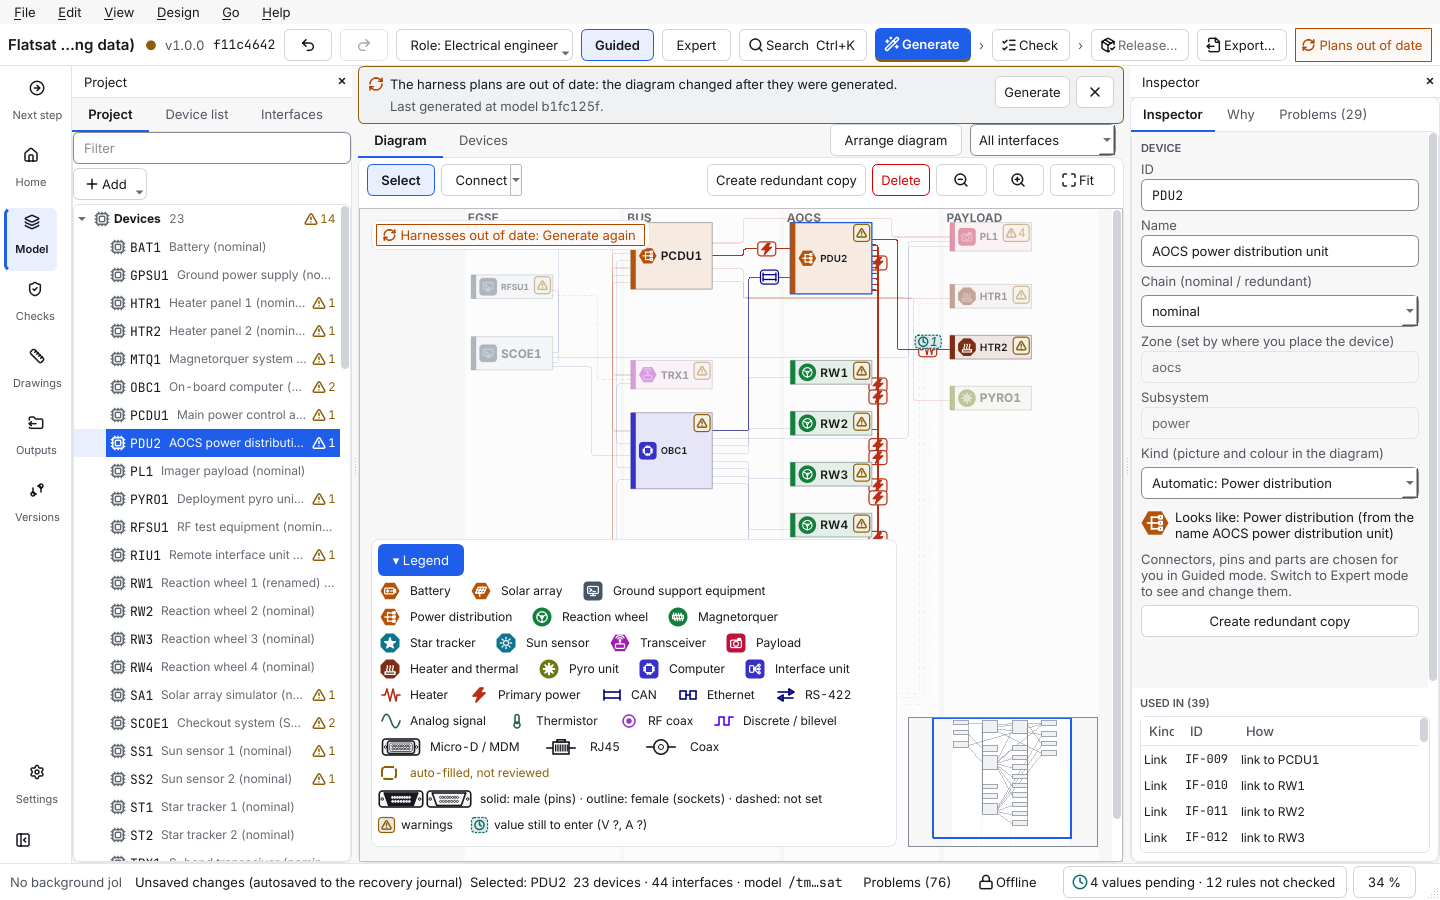 File Edit View Design Go Help
Flatsat ...ng data) v1.0.0 f11c4642 Role: Electrical engineer Guided Expert Search Ctrl+K Generate › Check › Release... Export... Plans out of date
Next step
Home
Model
Checks
Drawings
Outputs
Versions
Settings
Project ×
Project Device list Interfaces
Filter
+ Add
Devices 23 14
BAT1 Battery (nominal)
GPSU1 Ground power supply (no...
HTR1 Heater panel 1 (nomin... 1
HTR2 Heater panel 2 (nomin... 1
MTQ1 Magnetorquer system ... 1
OBC1 On-board computer (... 2
PCDU1 Main power control a... 1
PDU2 AOCS power distributi... 1
PL1 Imager payload (nominal)
PYRO1 Deployment pyro uni... 1
RFSU1 RF test equipment (nomin...
RIU1 Remote interface unit ... 1
RW1 Reaction wheel 1 (renamed) ...
RW2 Reaction wheel 2 (nominal)
RW3 Reaction wheel 3 (nominal)
RW4 Reaction wheel 4 (nominal)
SA1 Solar array simulator (n... 1
SCOE1 Checkout system (S... 2
SS1 Sun sensor 1 (nominal) 1
SS2 Sun sensor 2 (nominal) 1
ST1 Star tracker 1 (nominal)
ST2 Star tracker 2 (nominal)
The harness plans are out of date: the diagram changed after they were generated.
Last generated at model b1fc125f.
Generate ×
Diagram Devices Arrange diagram All interfaces
Select Connect Create redundant copy Delete Fit
EGSE BUS AOCS PAYLOAD
Harnesses out of date: Generate again
PCDU1
PDU2
PL1 4
RFSU1
HTR1
SCOE1
HTR2
1
TRX1
RW1
PYRO1
OBC1
RW2
RW3
RW4
▾ Legend
Battery Solar array Ground support equipment
Power distribution Reaction wheel Magnetorquer
Star tracker Sun sensor Transceiver Payload
Heater and thermal Pyro unit Computer Interface unit
Heater Primary power CAN Ethernet RS-422
Analog signal Thermistor RF coax Discrete / bilevel
Micro-D / MDM RJ45 Coax
auto-filled, not reviewed
solid: male (pins) · outline: female (sockets) · dashed: not set
warnings value still to enter (V ?, A ?)
Inspector ×
Inspector Why Problems (29)
DEVICE
ID
PDU2
Name
AOCS power distribution unit
Chain (nominal / redundant)
nominal
Zone (set by where you place the device)
aocs
Subsystem
power
Kind (picture and colour in the diagram)
Automatic: Power distribution
Looks like: Power distribution (from the
name AOCS power distribution unit)
Connectors, pins and parts are chosen for
you in Guided mode. Switch to Expert mode
to see and change them.
Create redundant copy
USED IN (39)
Kind ID How
Link IF-009 link to PCDU1
Link IF-010 link to RW1
Link IF-011 link to RW2
Link IF-012 link to RW3
No background jol Unsaved changes (autosaved to the recovery journal) Selected: PDU2 23 devices · 44 interfaces · model /tm…sat Problems (76) Offline 4 values pending · 12 rules not checked 34 %